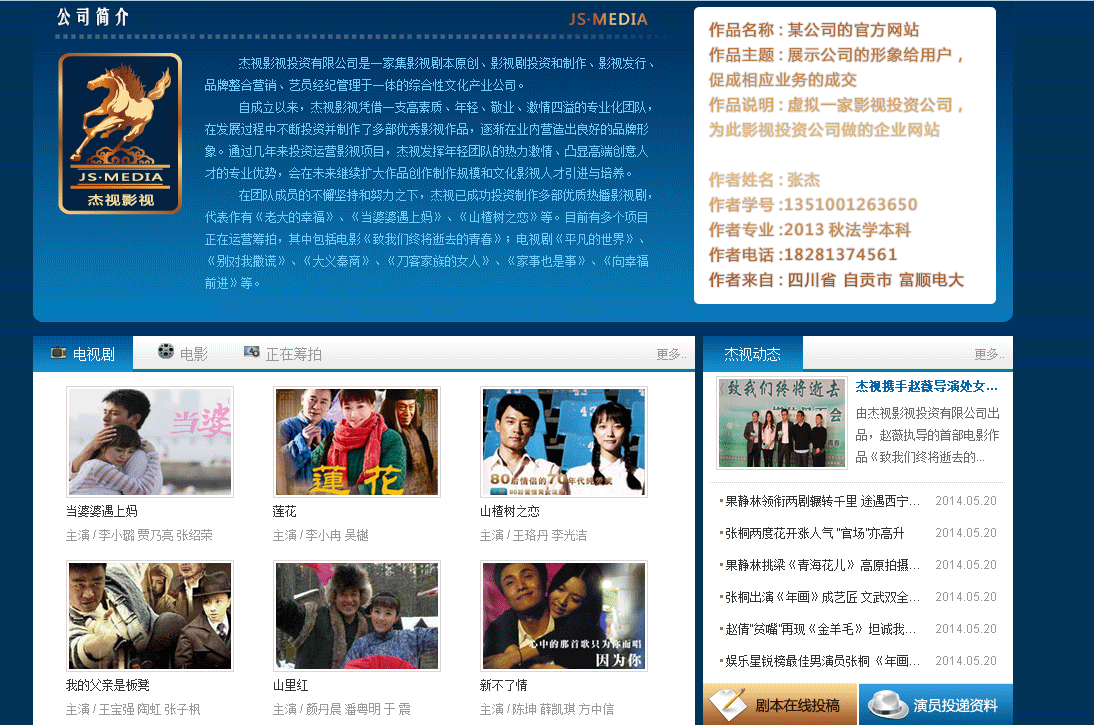 公司简介
JS·MEDIA
JS·MEDIA
杰视影视
杰视影视投资有限公司是一家集影视剧本原创、影视剧投资和制作、影视发行、
品牌整合营销、艺员经纪管理于一体的综合性文化产业公司。
自成立以来，杰视影视凭借一支高素质、年轻、敬业、激情四溢的专业化团队，
在发展过程中不断投资并制作了多部优秀影视作品，逐渐在业内营造出良好的品牌形
象。通过几年来投资运营影视项目，杰视发挥年轻团队的热力激情、凸显高端创意人
才的专业优势，会在未来继续扩大作品创作制作规模和文化影视人才引进与培养。
在团队成员的不懈坚持和努力之下，杰视已成功投资制作多部优质热播影视剧，
代表作有《老大的幸福》、《当婆婆遇上妈》、《山楂树之恋》等。目前有多个项目
正在运营筹拍，其中包括电影《致我们终将逝去的青春》；电视剧《平凡的世界》、
《别对我撒谎》、《大义秦商》、《刀客家族的女人》、《家事也是事》、《向幸福
前进》等。
作品名称：某公司的官方网站
作品主题：展示公司的形象给用户，
促成相应业务的成交
作品说明：虚拟一家影视投资公司，
为此影视投资公司做的企业网站
作者姓名：张杰
作者学号：1351001263650
作者专业：2013 秋法学本科
作者电话：18281374561
作者来自：四川省 自贡市 富顺电大
电视剧
电影
正在筹拍
更多..
当婆
莲花
80后情侣的70年代纯爱
当婆婆遇上妈
主演 / 李小璐 贾乃亮 张绍荣
莲花
主演 / 李小冉 吴樾
山楂树之恋
主演 / 王珞丹 李光洁
心中的那首歌只为你而唱
因为你
我的父亲是板凳
主演 / 王宝强 陶虹 张子枫
山里红
主演 / 颜丹晨 潘粤明 于 震
新不了情
主演 / 陈坤 薛凯琪 方中信
杰视动态
更多..
《致我们终将逝去
杰视携手赵薇导演处女...
由杰视影视投资有限公司出
品，赵薇执导的首部电影作
品《致我们终将逝去的...
果静林领衔两剧辗转千里 途遇西宁... 2014.05.20
张桐两度花开涨人气 "官场"亦高升 2014.05.20
果静林挑梁《青海花儿》 高原拍摄... 2014.05.20
张桐出演《年画》成艺匠 文武双全... 2014.05.20
赵倩"贫嘴"再现《金羊毛》 坦诚我... 2014.05.20
娱乐星锐榜最佳男演员张桐 《年画... 2014.05.20
剧本在线投稿
演员投递资料